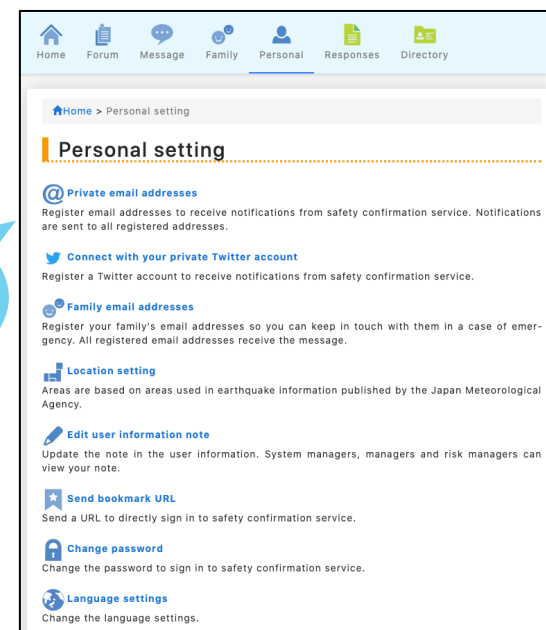 Home Forum Message Family Personal Responses Directory
Home > Personal setting
Personal setting
@ Private email addresses
Register email addresses to receive notifications from safety confirmation service. Notifications
are sent to all registered addresses.
Connect with your private Twitter account
Register a Twitter account to receive notifications from safety confirmation service.
Family email addresses
Register your family's email addresses so you can keep in touch with them in a case of emer-
gency. All registered email addresses receive the message.
Location setting
Areas are based on areas used in earthquake information published by the Japan Meteorological
Agency.
Edit user information note
Update the note in the user information. System managers, managers and risk managers can
view your note.
Send bookmark URL
Send a URL to directly sign in to safety confirmation service.
Change password
Change the password to sign in to safety confirmation service.
Language settings
Change the language settings.